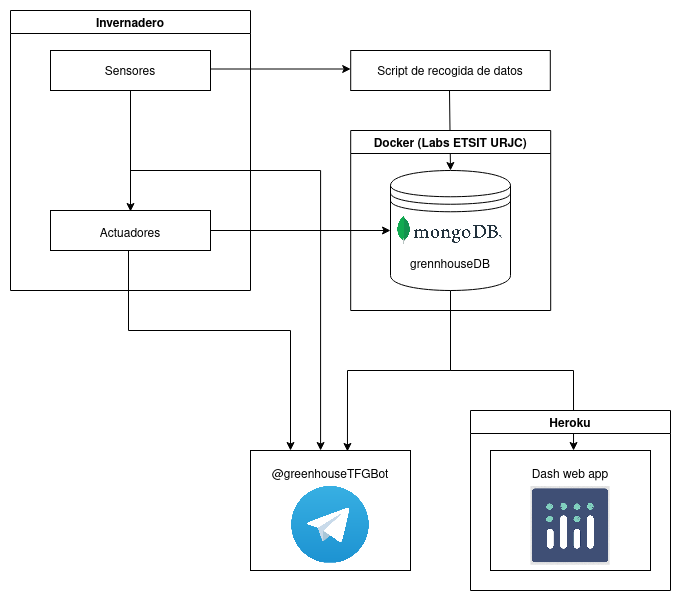 Invernadero
Sensores
Script de recogida de datos
Docker (Labs ETSIT URJC)
Actuadores
mongoDB.
grennhouseDB
Heroku
@greenhouseTFGBot
Dash web app